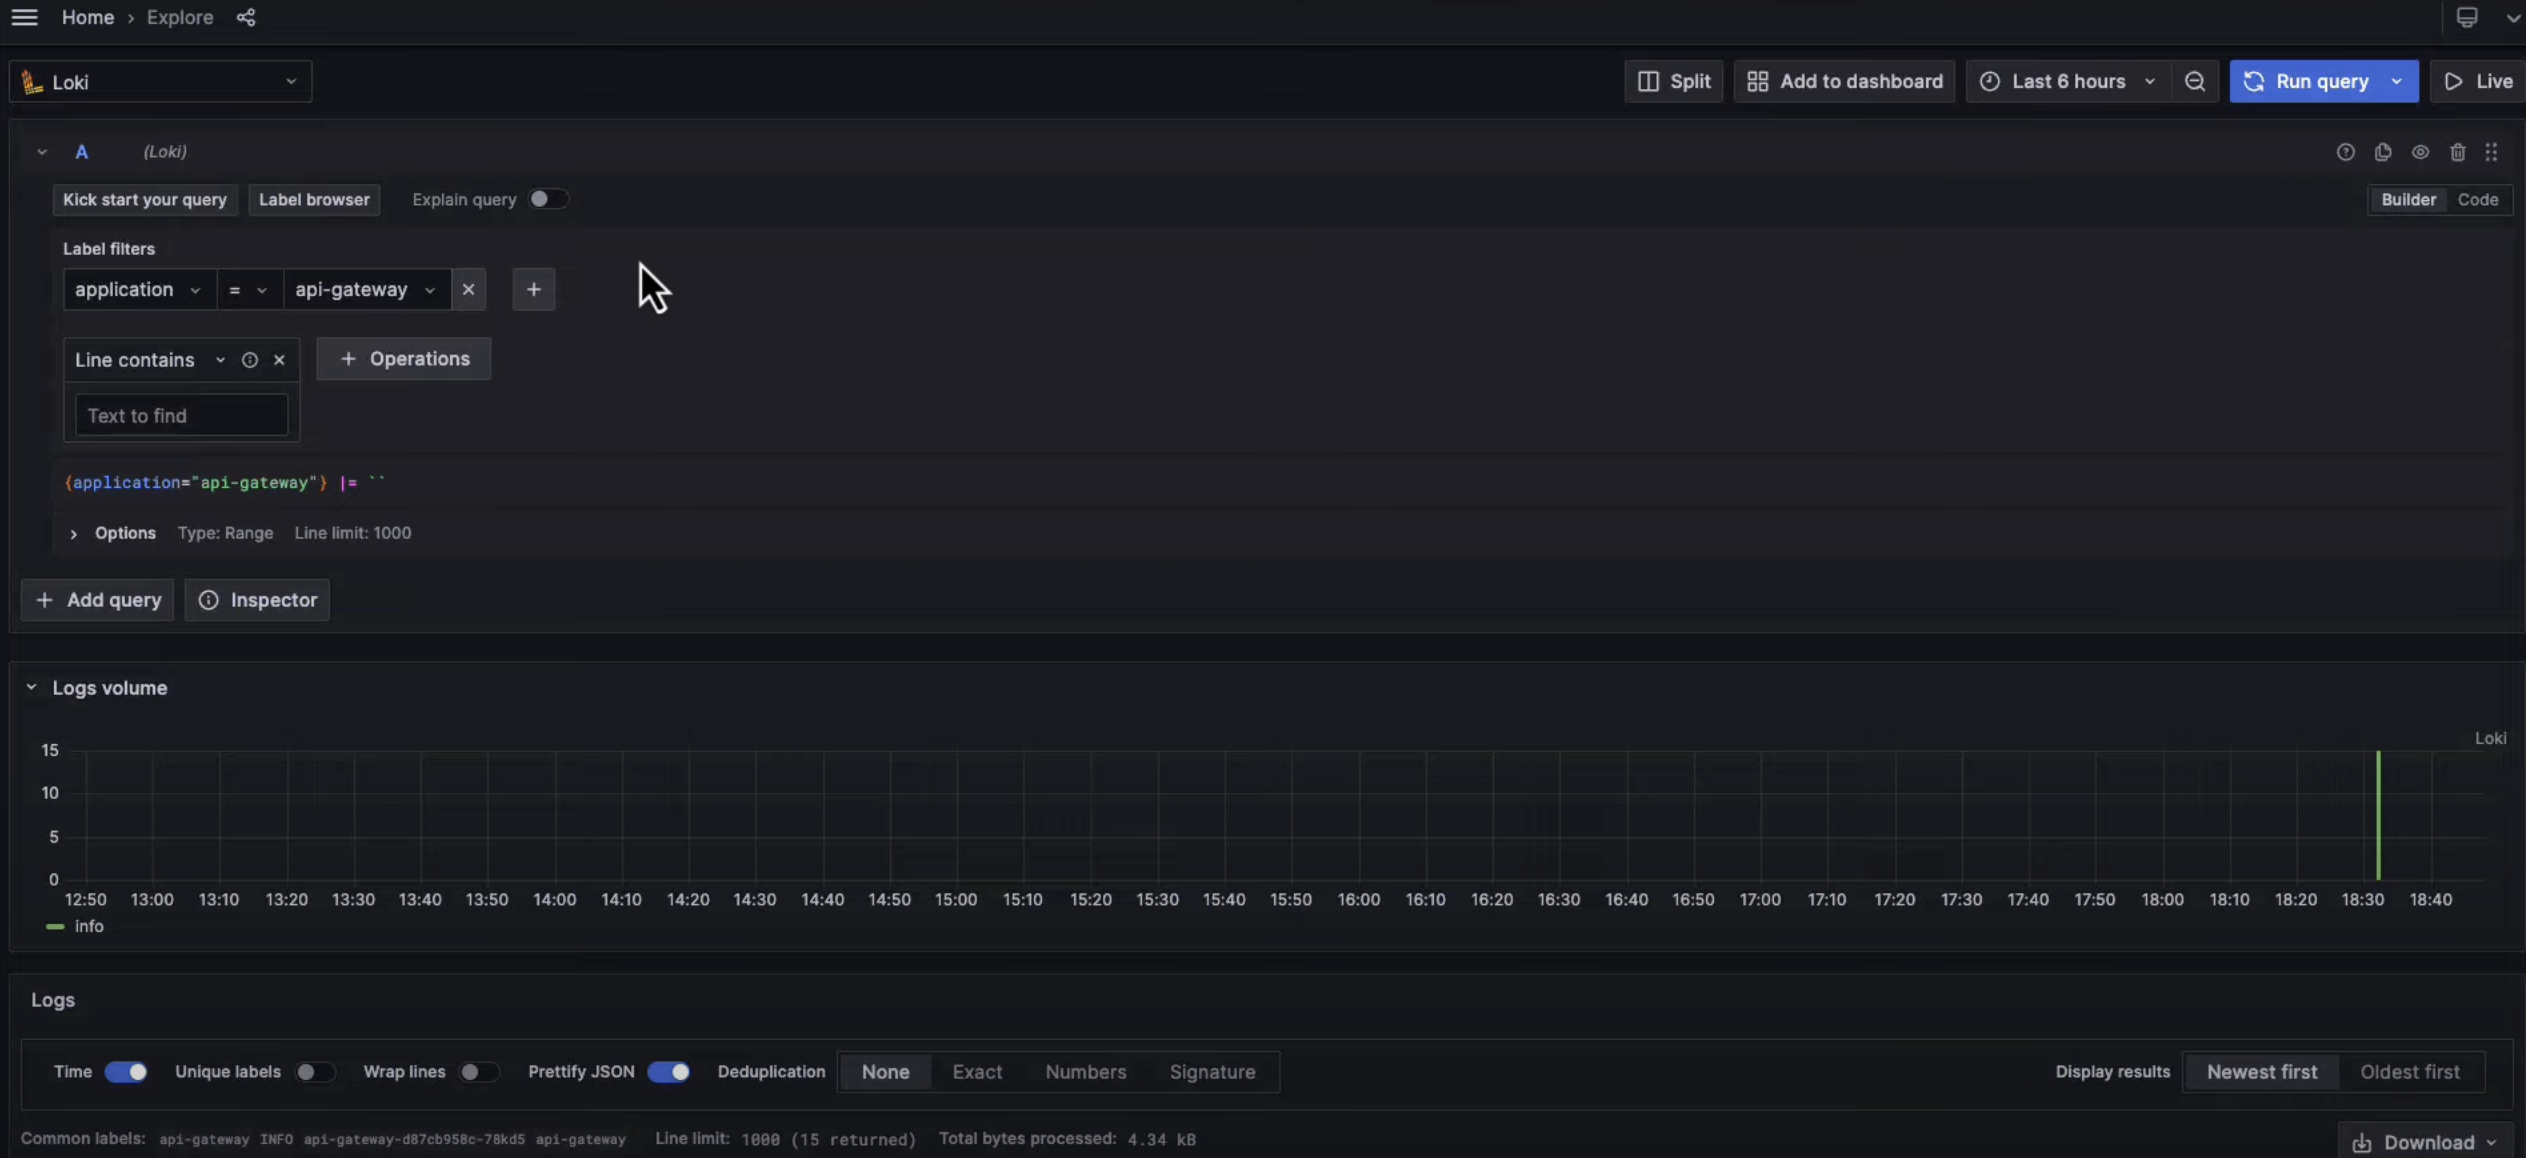 Home › Explore
Loki
Split
Add to dashboard
Last 6 hours
Run query
Live
A (Loki)
Kick start your query
Label browser
Explain query
Builder
Code
Label filters
application
=
api-gateway
+
Line contains
+ Operations
Text to find
{application="api-gateway"} |= ``
Options Type: Range Line limit: 1000
+ Add query
Inspector
Logs volume
Loki
15
10
5
0
12:50 13:00 13:10 13:20 13:30 13:40 13:50 14:00 14:10 14:20 14:30 14:40 14:50 15:00 15:10 15:20 15:30 15:40 15:50 16:00 16:10 16:20 16:30 16:40 16:50 17:00 17:10 17:20 17:30 17:40 17:50 18:00 18:10 18:20 18:30 18:40
info
Logs
Time
Unique labels
Wrap lines
Prettify JSON
Deduplication
None
Exact
Numbers
Signature
Display results
Newest first
Oldest first
Common labels: api-gateway INFO api-gateway-d87cb958c-78kd5 api-gateway Line limit: 1000 (15 returned) Total bytes processed: 4.34 kB
Download